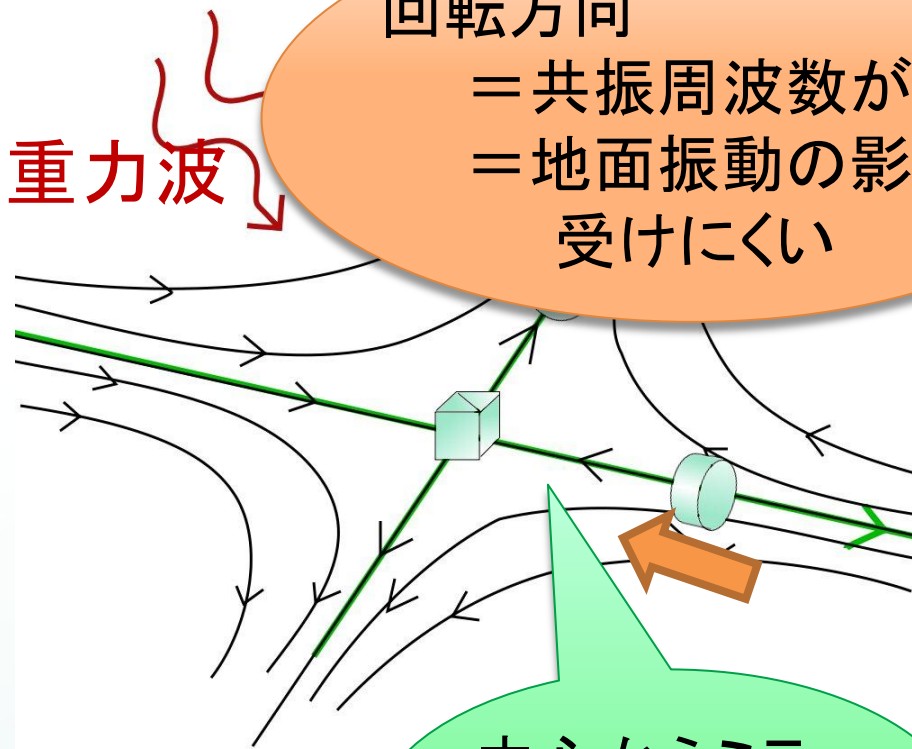 重力波
回転方向
＝共振周波数が
＝地面振動の影
受けにくい